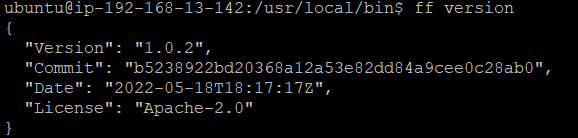 ubuntu@ip-192-168-13-142:/usr/local/bin$ ff version
{
  "Version": "1.0.2",
  "Commit": "b5238922bd20368a12a53e82dd84a9cee0c28ab0",
  "Date": "2022-05-18T18:17:17Z",
  "License": "Apache-2.0"
}